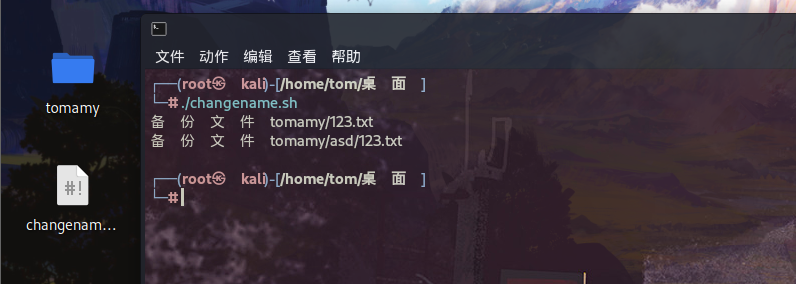 文件 动作 编辑 查看 帮助
┌──(root㉿kali)-[/home/tom/桌面]
└─# ./changename.sh
备份文件 tomamy/123.txt
备份文件 tomamy/asd/123.txt
┌──(root㉿kali)-[/home/tom/桌面]
└─#
tomamy
#!
changenam…